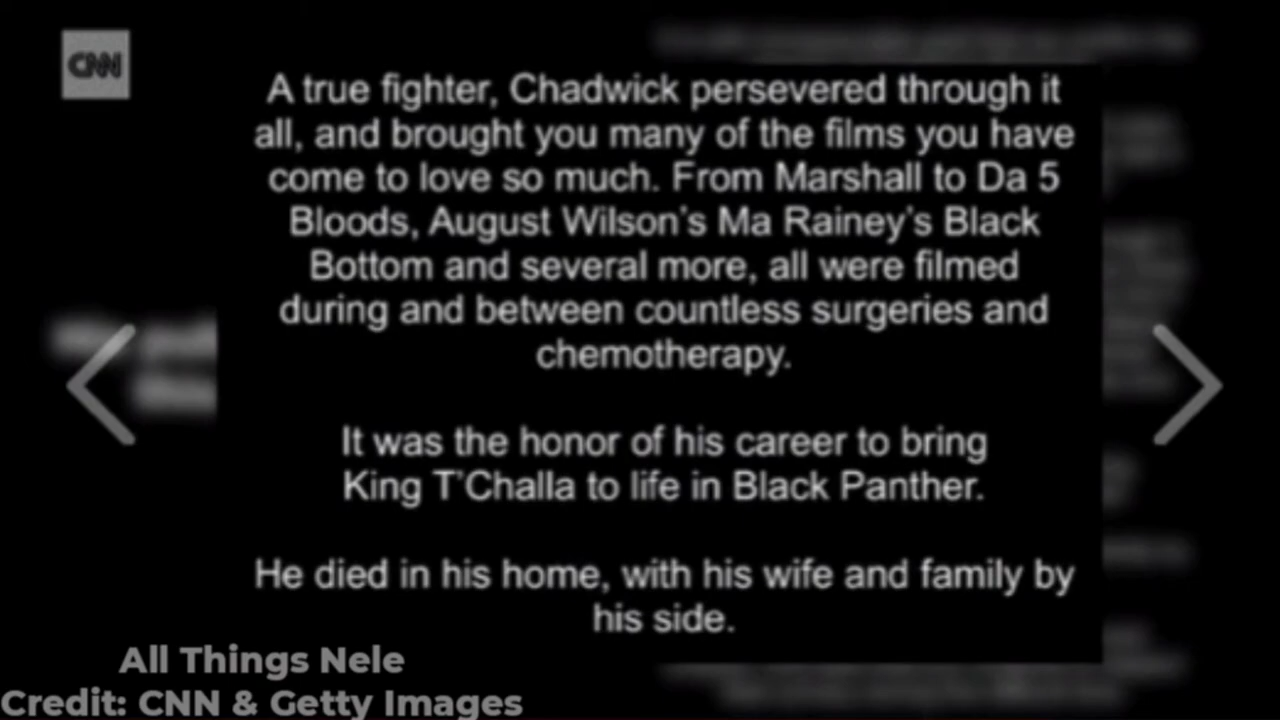 CNN
A true fighter, Chadwick persevered through it
all, and brought you many of the films you have
come to love so much. From Marshall to Da 5
Bloods, August Wilson’s Ma Rainey’s Black
Bottom and several more, all were filmed
during and between countless surgeries and
chemotherapy.
It was the honor of his career to bring
King T’Challa to life in Black Panther.
He died in his home, with his wife and family by
his side.
All Things Nele
Credit: CNN & Getty Images